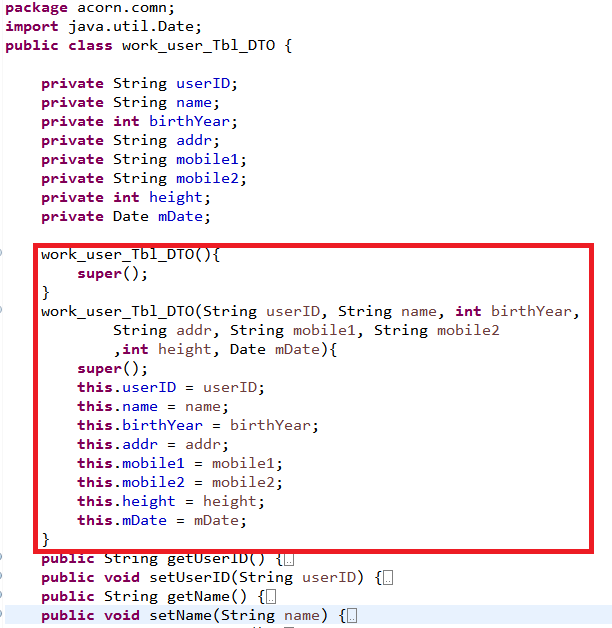 package acorn.comn;
import java.util.Date;
public class work_user_Tbl_DTO {
private String userID;
private String name;
private int birthYear;
private String addr;
private String mobile1;
private String mobile2;
private int height;
private Date mDate;
work_user_Tbl_DTO(){
super();
}
work_user_Tbl_DTO(String userID, String name, int birthYear,
String addr, String mobile1, String mobile2
,int height, Date mDate){
super();
this.userID = userID;
this.name = name;
this.birthYear = birthYear;
this.addr = addr;
this.mobile1 = mobile1;
this.mobile2 = mobile2;
this.height = height;
this.mDate = mDate;
}
public String getUserID() {
public void setUserID(String userID) {
public String getName() {
public void setName(String name) {